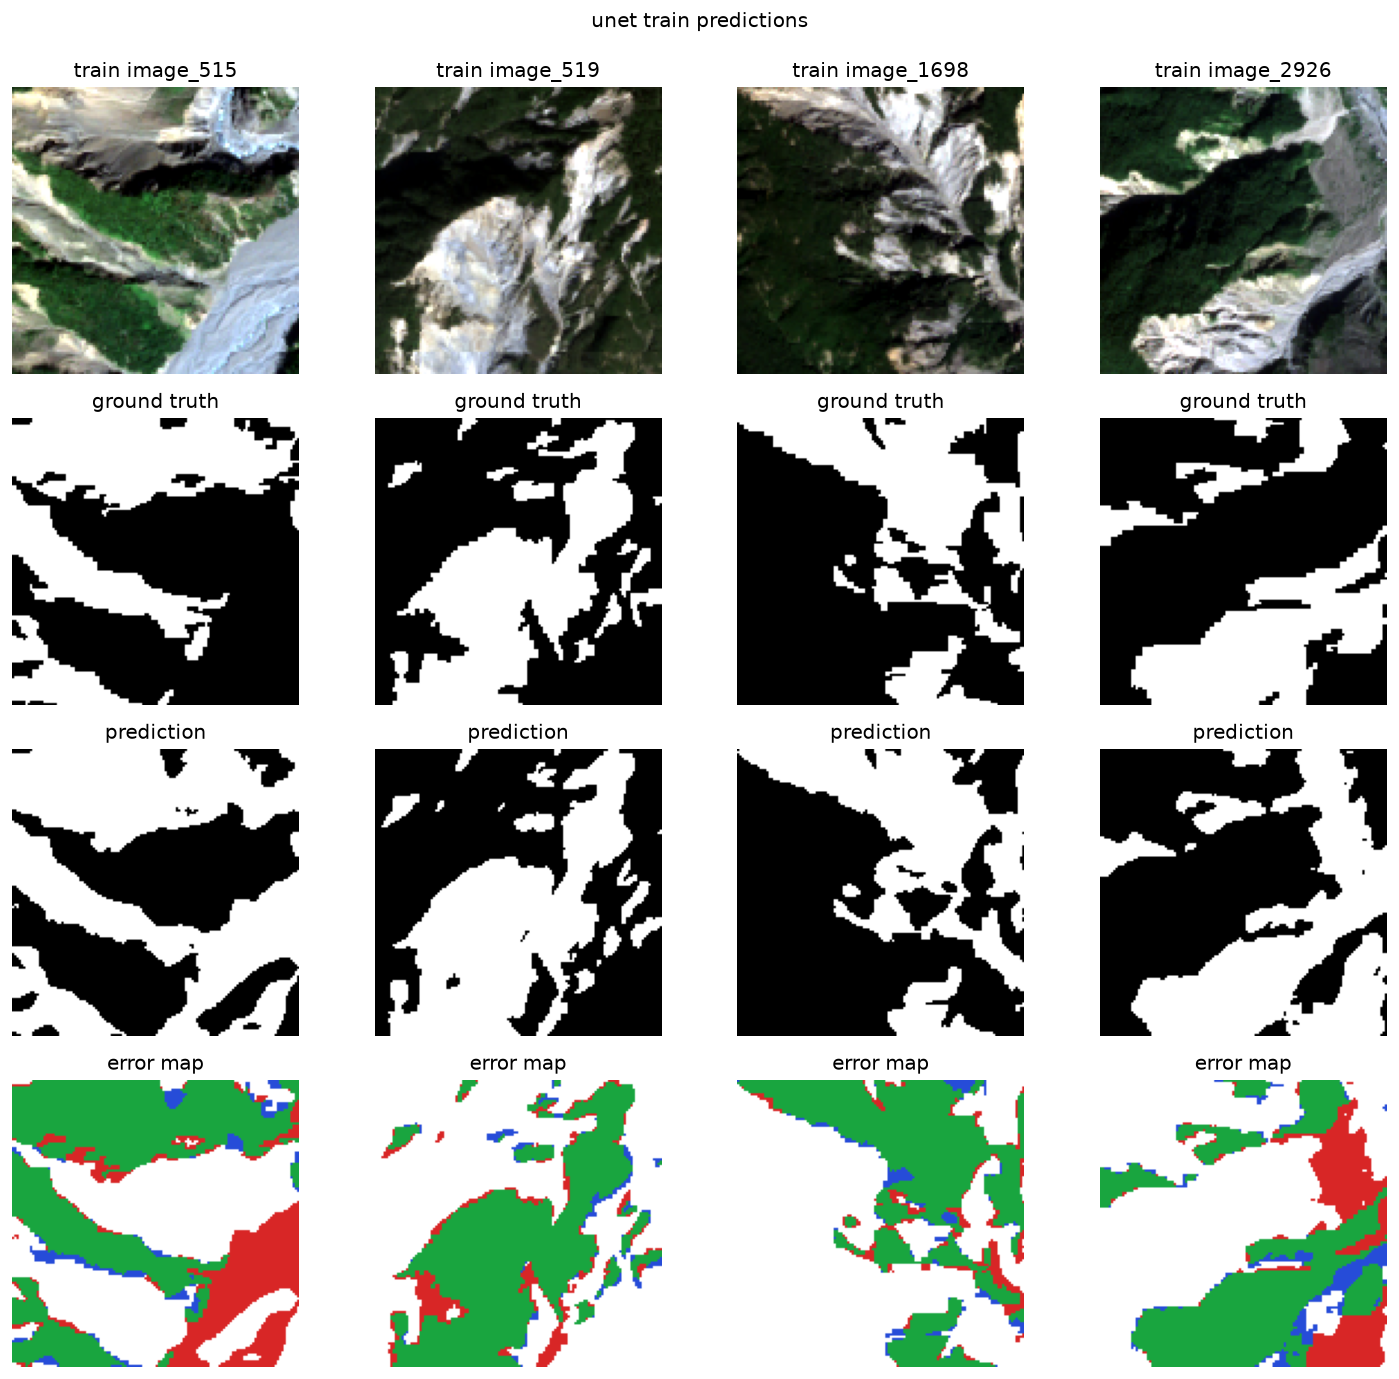 unet train predictions
train image_515
train image_519
train image_1698
train image_2926
ground truth
ground truth
ground truth
ground truth
prediction
prediction
prediction
prediction
error map
error map
error map
error map